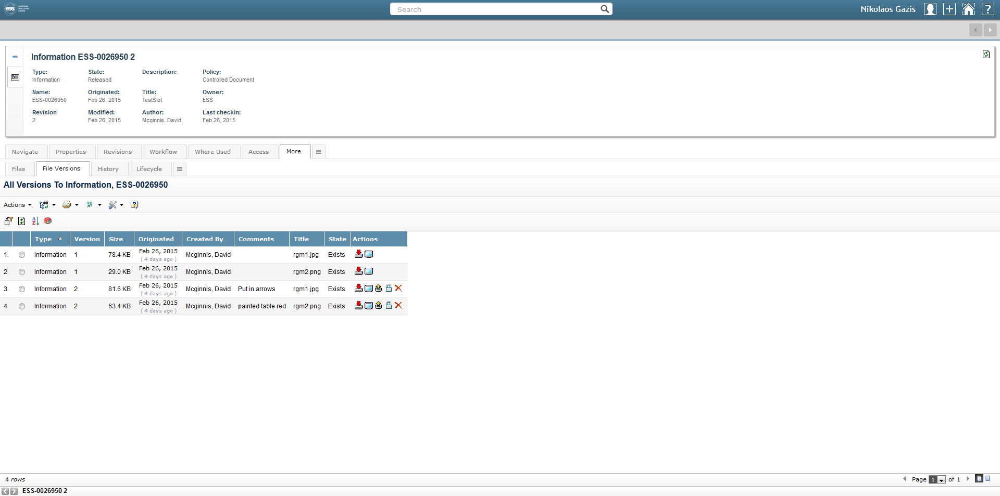 ess EUROPEAN SPALLATION SOURCE
Search
Nikolaos Gazis
Information ESS-0026950 2
Type: State: Description: Policy:
Information Released Controlled Document
Name: Originated: Title: Owner:
ESS-0026950 Feb 26, 2015 TestSlot ESS
Revision Modified: Author: Last checkin:
2 Feb 26, 2015 Mcginnis, David Feb 26, 2015
Navigate Properties Revisions Workflow Where Used Access More
Files File Versions History Lifecycle
All Versions To Information, ESS-0026950
Actions
Type Version Size Originated Created By Comments Title State Actions
1. Information 1 78.4 KB Feb 26, 2015 ( 4 days ago ) Mcginnis, David rgm1.jpg Exists
2. Information 1 29.0 KB Feb 26, 2015 ( 4 days ago ) Mcginnis, David rgm2.png Exists
3. Information 2 81.6 KB Feb 26, 2015 ( 4 days ago ) Mcginnis, David Put in arrows rgm1.jpg Exists
4. Information 2 63.4 KB Feb 26, 2015 ( 4 days ago ) Mcginnis, David painted table red rgm2.png Exists
4 rows
Page 1 of 1
ESS-0026950 2